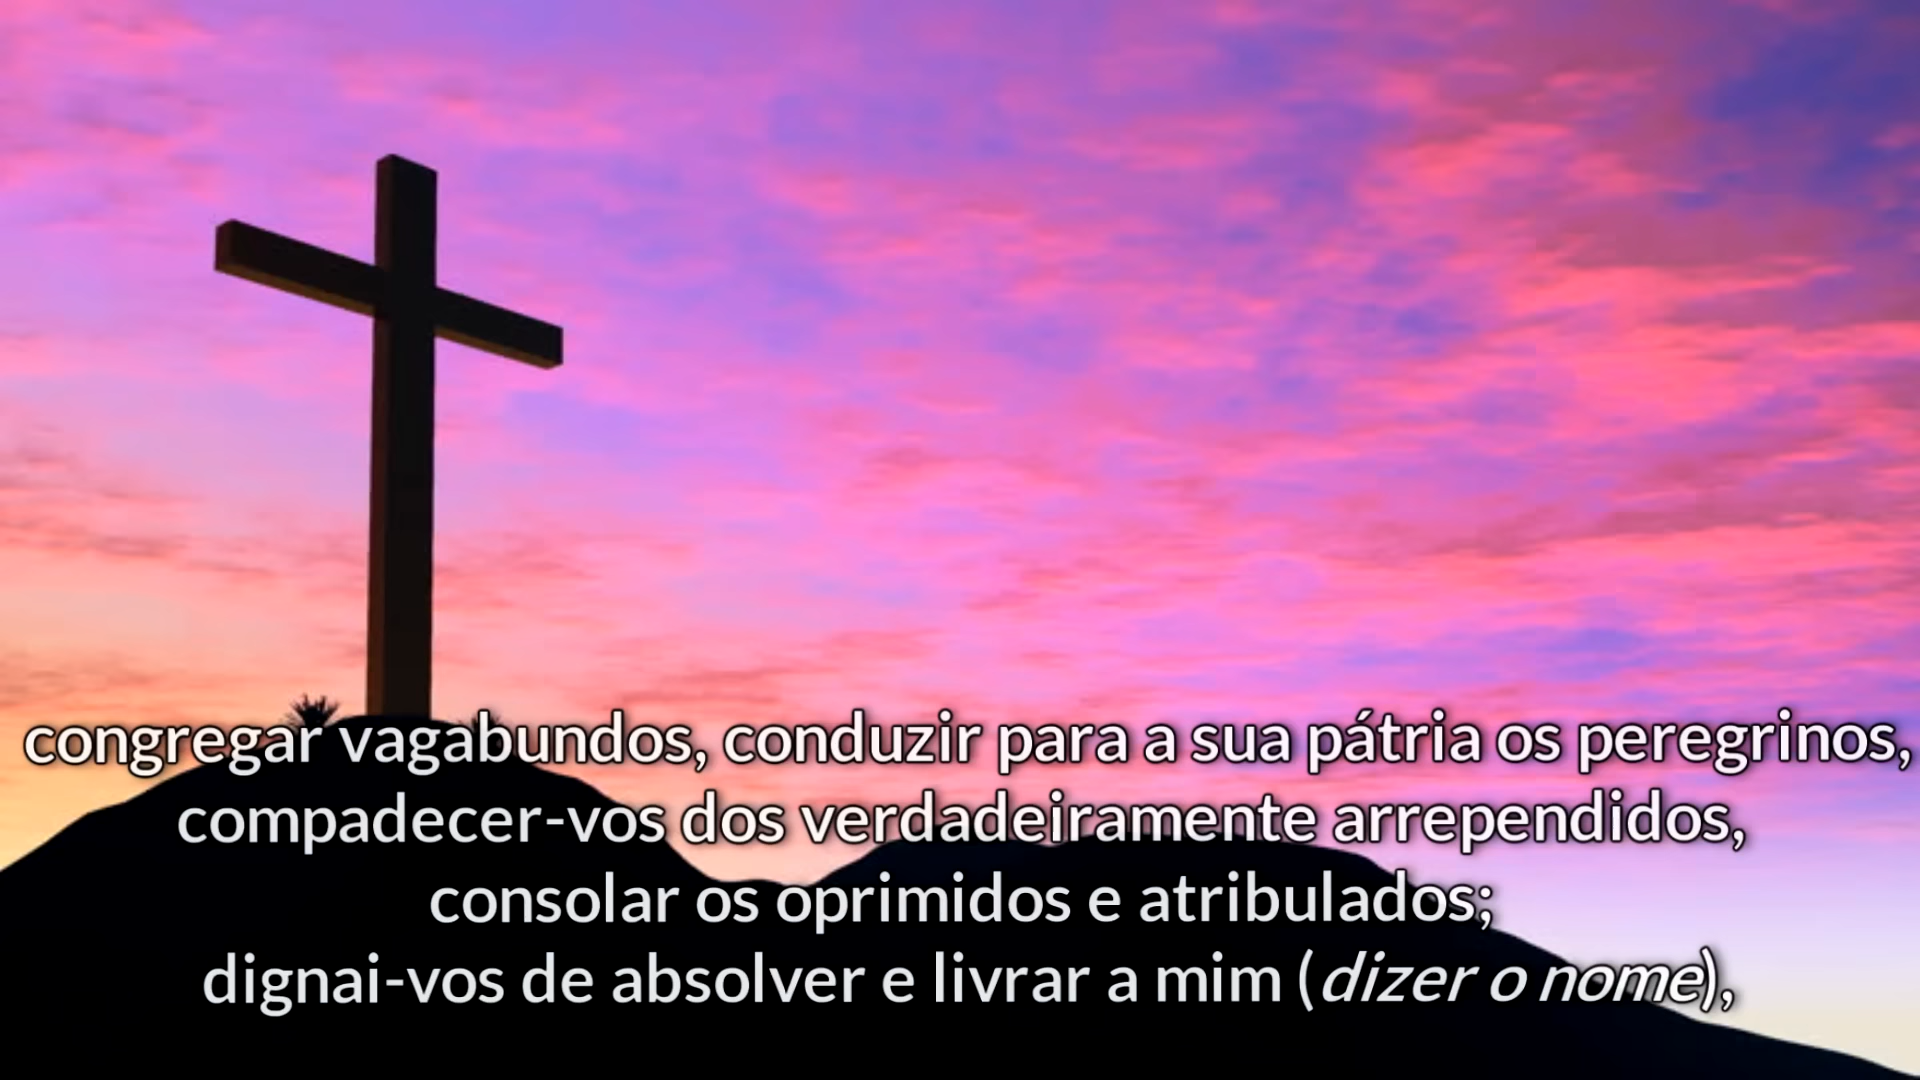 congregar vagabundos, conduzir para a sua pátria os peregrinos,
compadecer-vos dos verdadeiramente arrependidos,
consolar os oprimidos e atribulados;
dignai-vos de absolver e livrar a mim (dizer o nome),